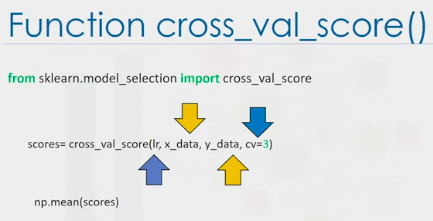 Function cross_val_score()
from sklearn.model_selection import cross_val_score
scores= cross_val_score(lr, x_data, y_data, cv=3)
np.mean(scores)